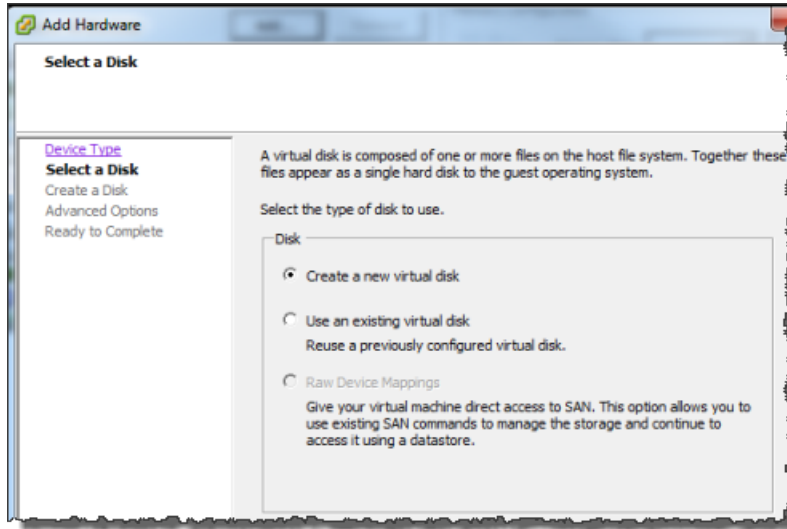 Add Hardware
Select a Disk
Device Type
Select a Disk
Create a Disk
Advanced Options
Ready to Complete
A virtual disk is composed of one or more files on the host file system. Together these
files appear as a single hard disk to the guest operating system.
Select the type of disk to use.
Disk
Create a new virtual disk
Use an existing virtual disk
Reuse a previously configured virtual disk.
Raw Device Mappings
Give your virtual machine direct access to SAN. This option allows you to
use existing SAN commands to manage the storage and continue to
access it using a datastore.